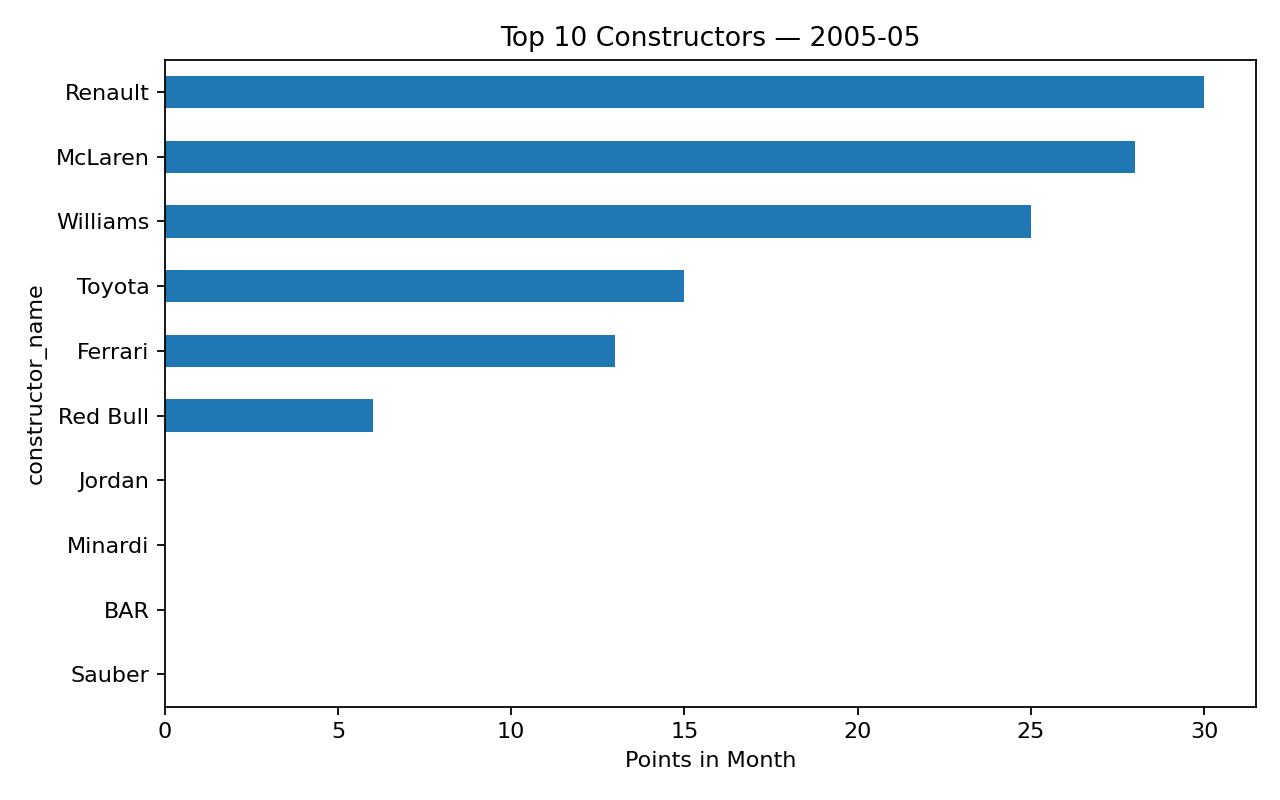 Top 10 Constructors — 2005-05
constructor_name
Renault
McLaren
Williams
Toyota
Ferrari
Red Bull
Jordan
Minardi
BAR
Sauber
0 5 10 15 20 25 30
Points in Month